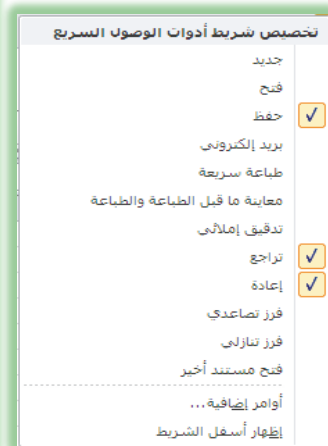 تخصيص شريط أدوات الوصول السريع
جديد
فتح
حفظ
بريد إلكتروني
طباعة سريعة
معاينة ما قبل الطباعة والطباعة
تدقيق إملائي
تراجع
إعادة
فرز تصاعدي
فرز تنازلي
فتح مستند أخير
أوامر إضافية...
إظهار أسفل الشريط